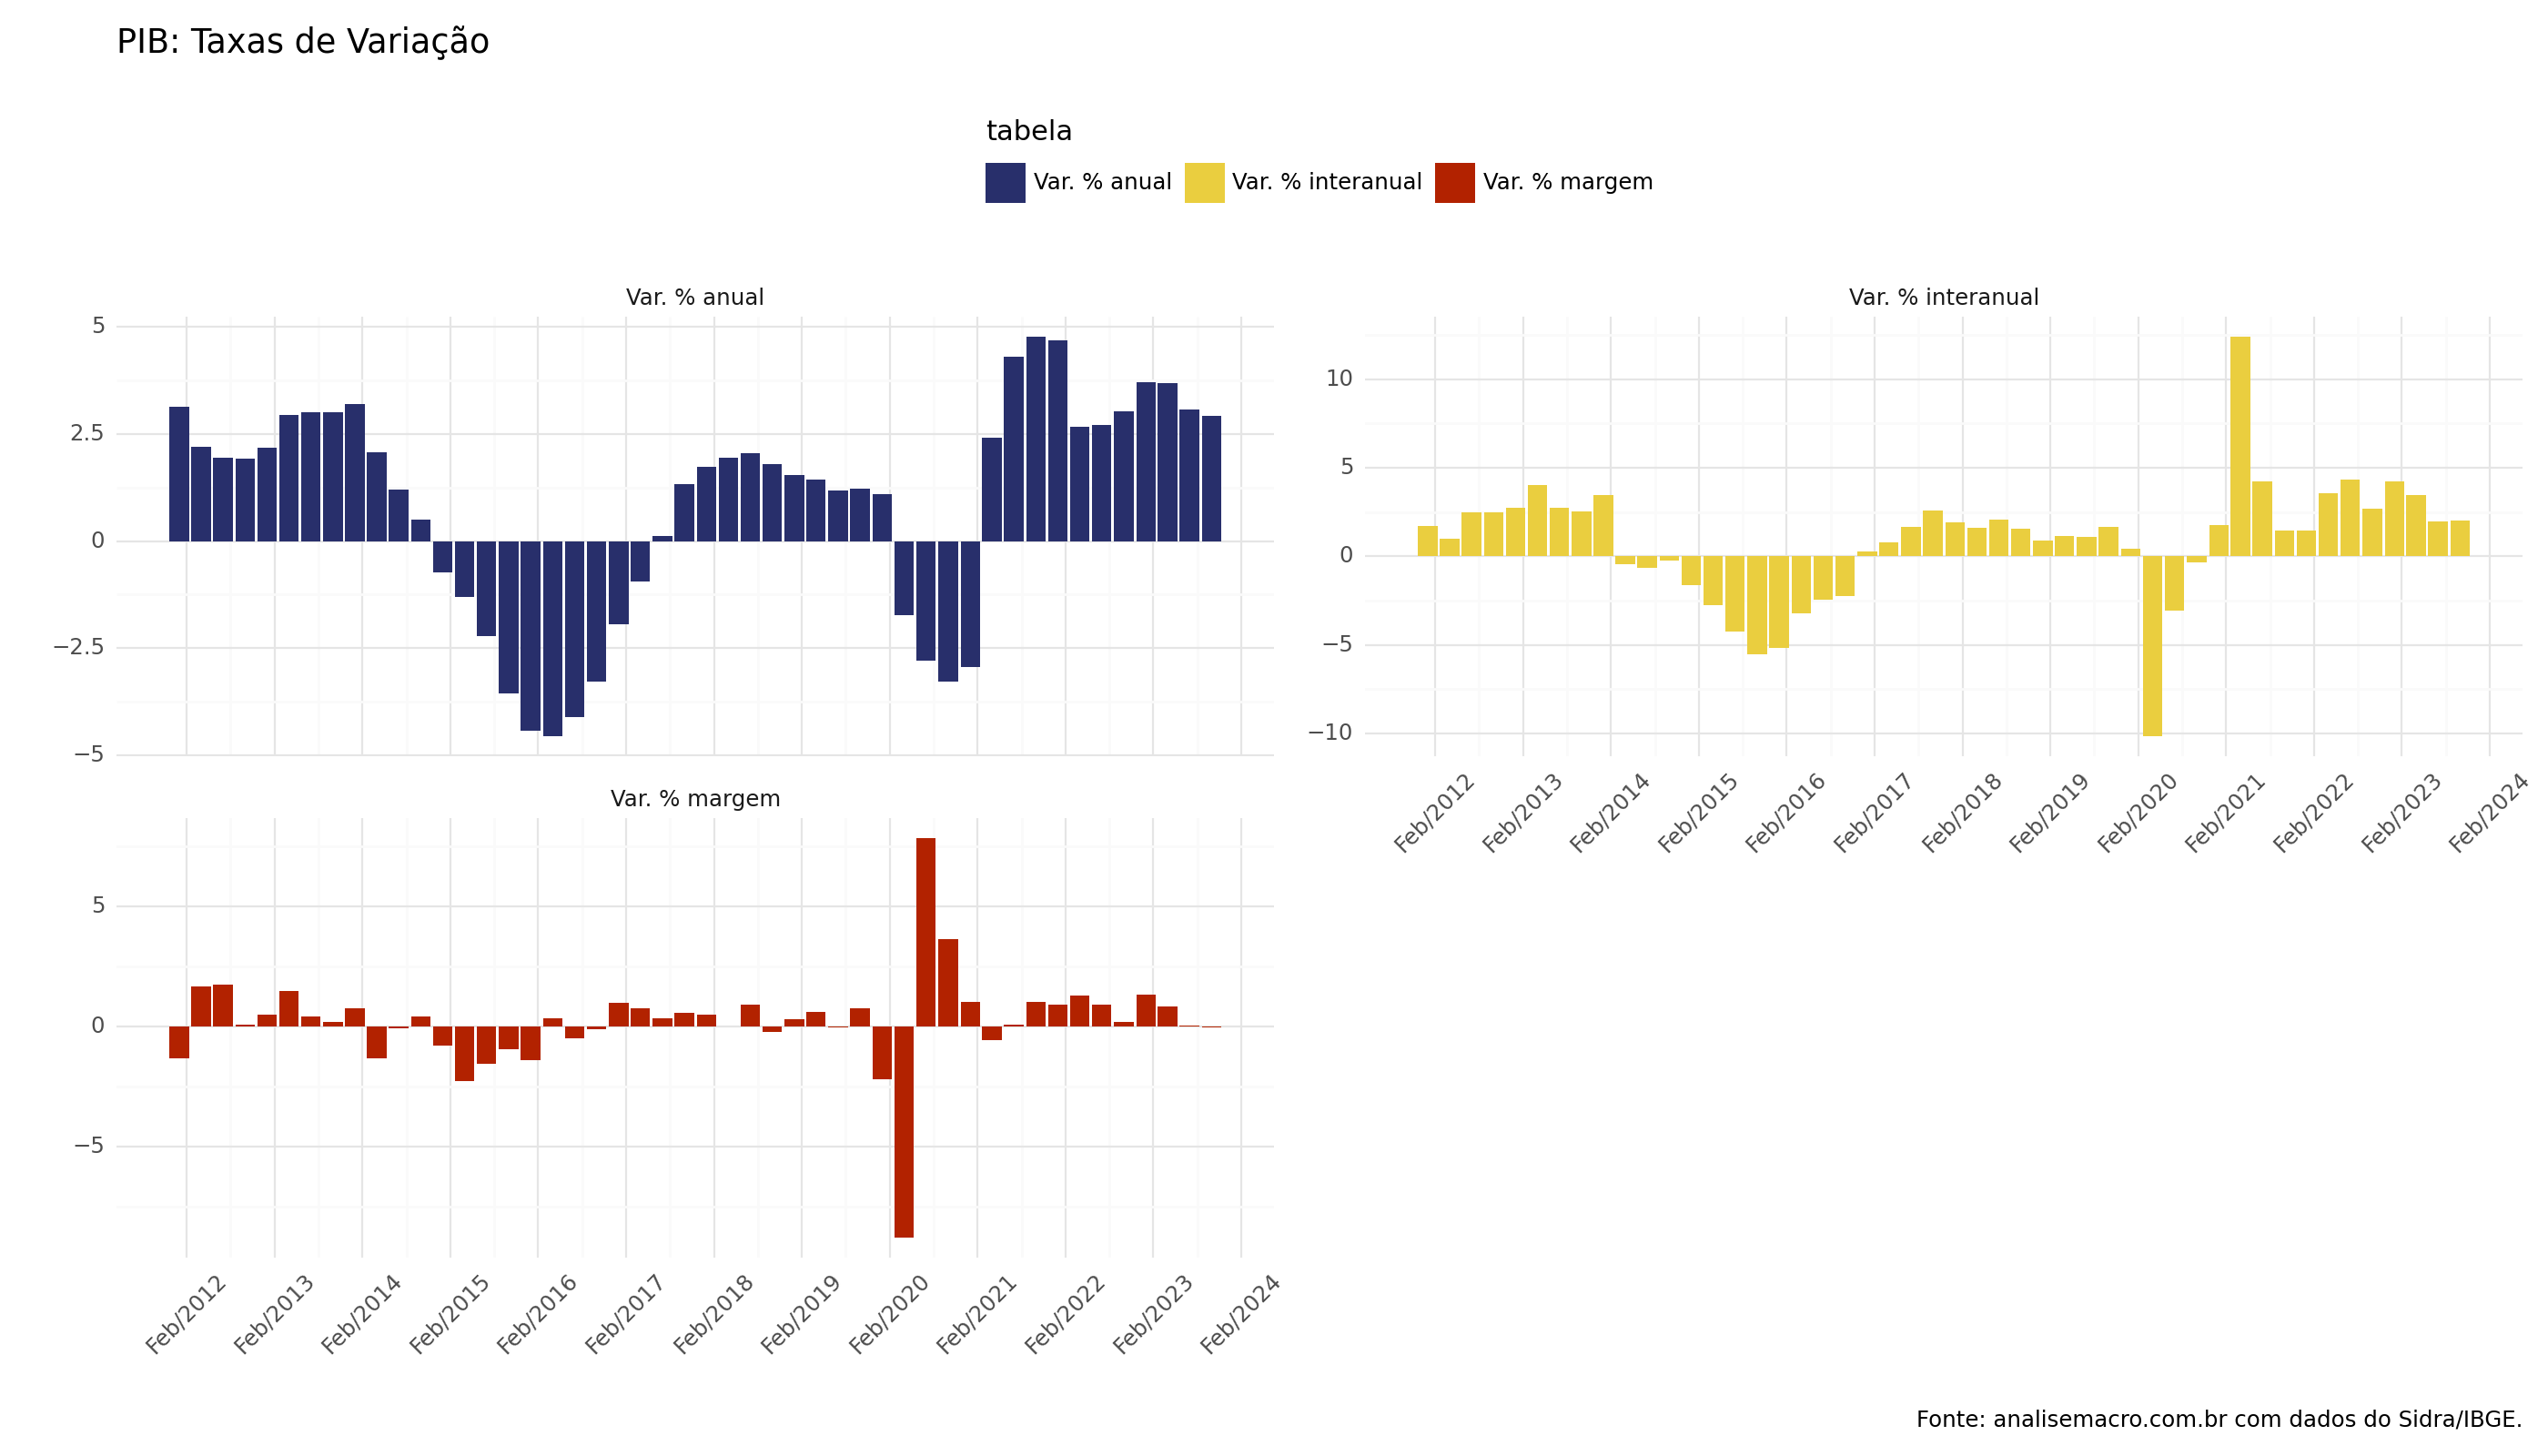 PIB: Taxas de Variação
tabela
Var. % anual Var. % interanual Var. % margem
Var. % anual
5
2.5
0
−2.5
−5
Var. % interanual
10
5
0
−5
−10
Feb/2012 Feb/2013 Feb/2014 Feb/2015 Feb/2016 Feb/2017 Feb/2018 Feb/2019 Feb/2020 Feb/2021 Feb/2022 Feb/2023 Feb/2024
Var. % margem
5
0
−5
Feb/2012 Feb/2013 Feb/2014 Feb/2015 Feb/2016 Feb/2017 Feb/2018 Feb/2019 Feb/2020 Feb/2021 Feb/2022 Feb/2023 Feb/2024
Fonte: analisemacro.com.br com dados do Sidra/IBGE.